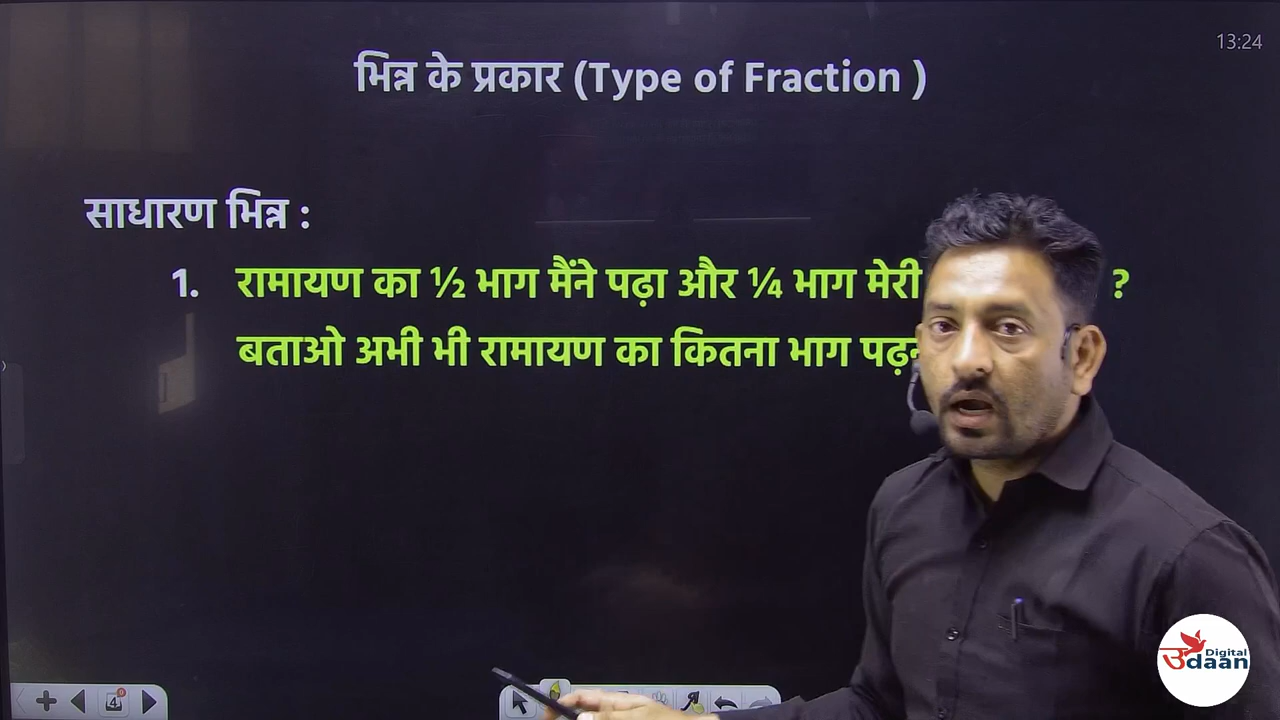 13:24
भिन्न के प्रकार (Type of Fraction )
साधारण भिन्न :
1. रामायण का ½ भाग मैंने पढ़ा और ¼ भाग मेरी ?
बताओ अभी भी रामायण का कितना भाग
4
Digital
उdaan